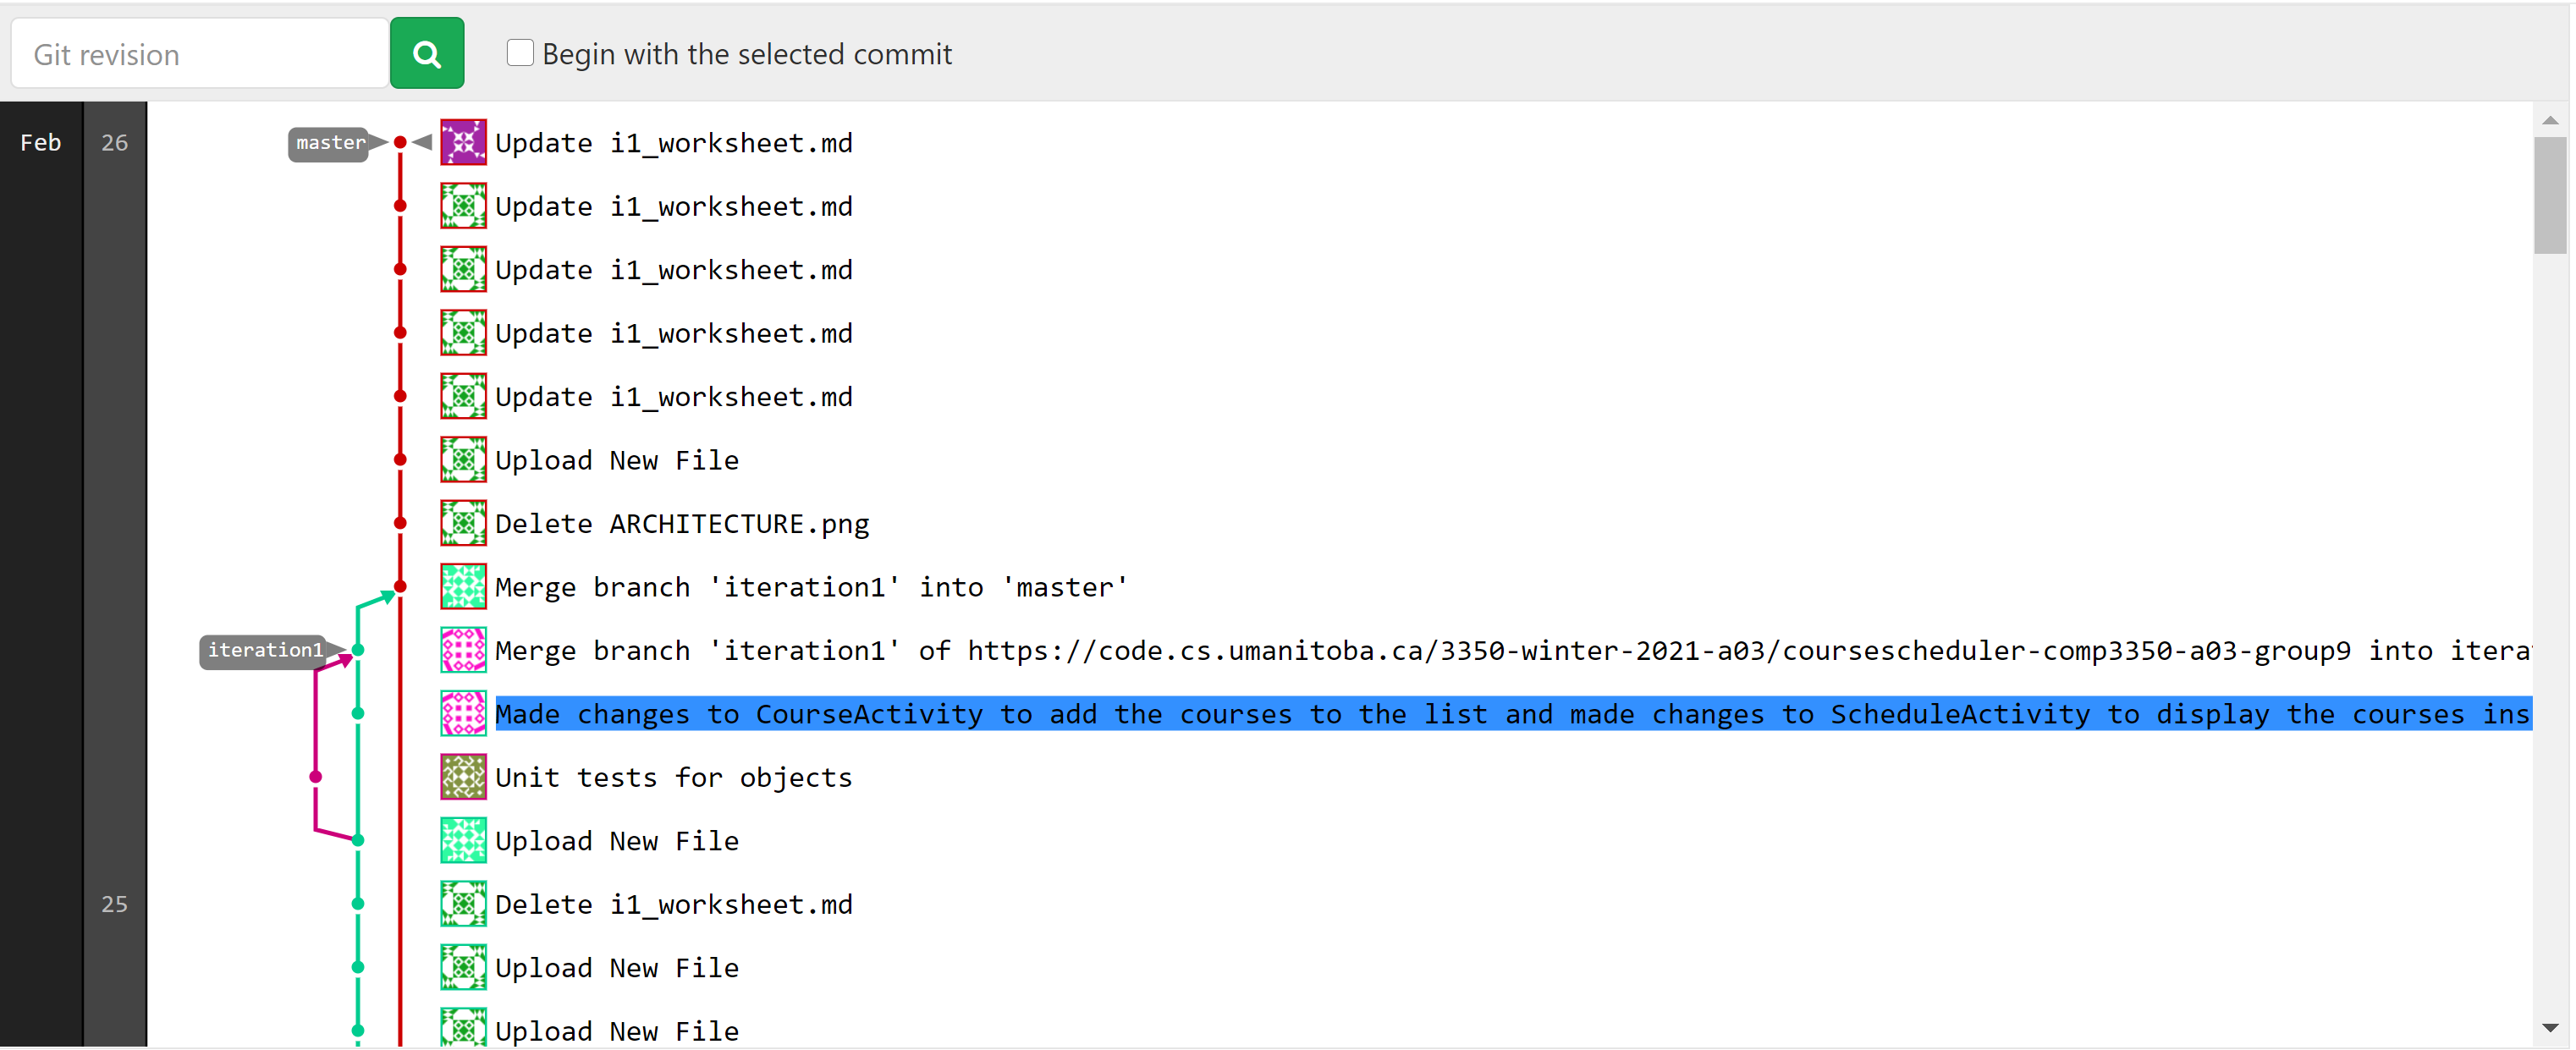 Git revision
Begin with the selected commit
Feb 26 master Update i1_worksheet.md
Update i1_worksheet.md
Update i1_worksheet.md
Update i1_worksheet.md
Update i1_worksheet.md
Upload New File
Delete ARCHITECTURE.png
Merge branch 'iteration1' into 'master'
iteration1 Merge branch 'iteration1' of https://code.cs.umanitoba.ca/3350-winter-2021-a03/coursescheduler-comp3350-a03-group9 into itera
Made changes to CourseActivity to add the courses to the list and made changes to ScheduleActivity to display the courses ins
Unit tests for objects
Upload New File
25 Delete i1_worksheet.md
Upload New File
Upload New File